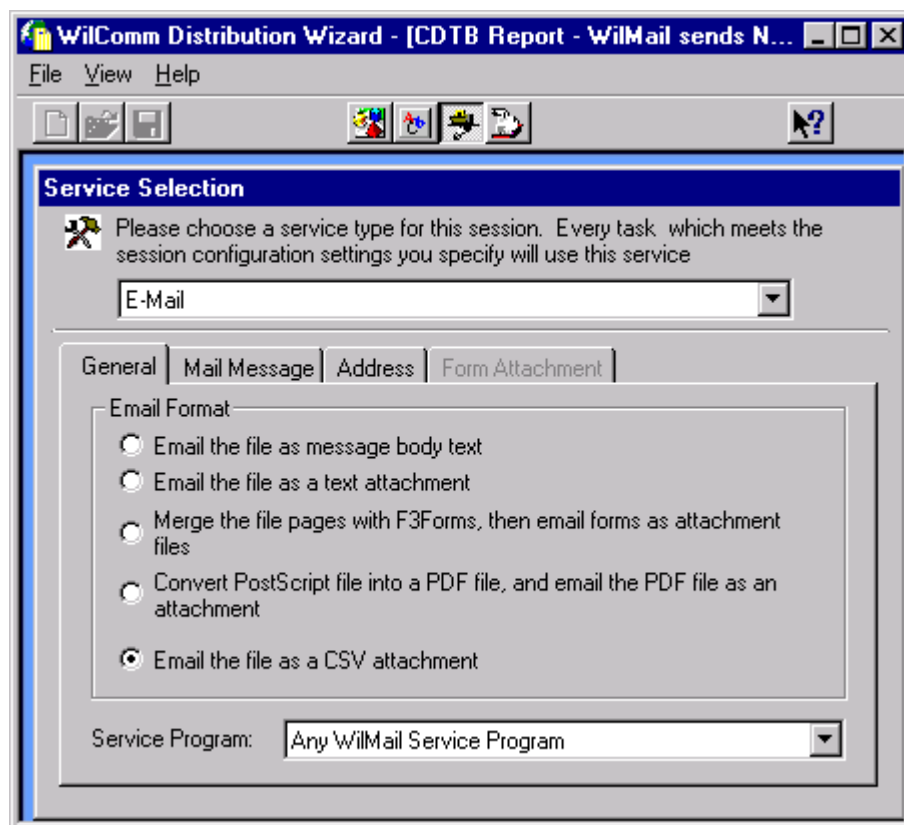 WilComm Distribution Wizard - [CDTB Report - WilMail sends N...
File View Help
Service Selection
Please choose a service type for this session. Every task which meets the
session configuration settings you specify will use this service
E-Mail
General Mail Message Address Form Attachment
Email Format
Email the file as message body text
Email the file as a text attachment
Merge the file pages with F3Forms, then email forms as attachment
files
Convert PostScript file into a PDF file, and email the PDF file as an
attachment
Email the file as a CSV attachment
Service Program: Any WilMail Service Program